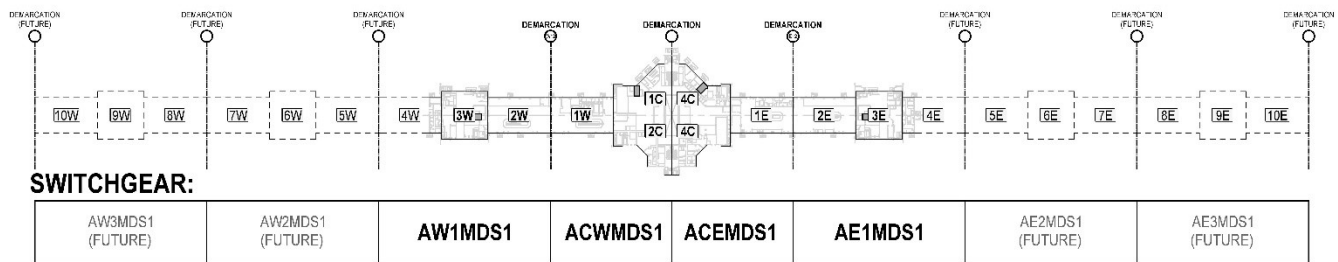 DEMARCATION
(FUTURE)
DEMARCATION
(FUTURE)
DEMARCATION
(FUTURE)
DEMARCATION
DEMARCATION
DEMARCATION
DEMARCATION
(FUTURE)
DEMARCATION
(FUTURE)
DEMARCATION
(FUTURE)
10W 9W 8W 7W 6W 5W 4W 3W 2W 1W 1C 4C 1E 2E 3E 4E 5E 6E 7E 8E 9E 10E
2C 4C
SWITCHGEAR:
AW3MDS1
(FUTURE)
AW2MDS1
(FUTURE)
AW1MDS1
ACWMDS1
ACEMDS1
AE1MDS1
AE2MDS1
(FUTURE)
AE3MDS1
(FUTURE)